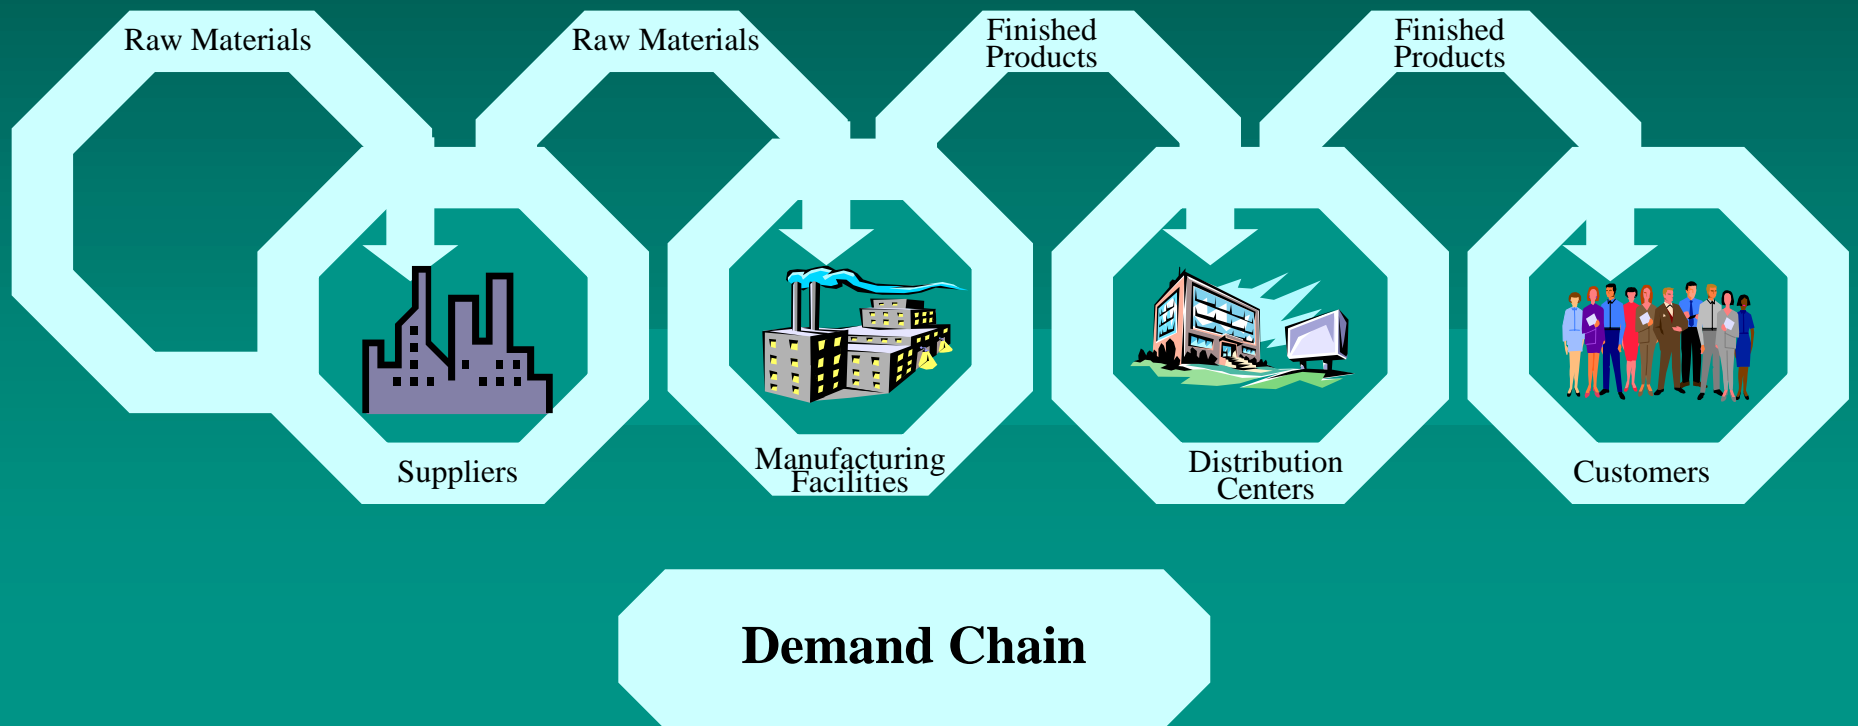 Raw Materials
Raw Materials
Finished
Products
Finished
Products
Suppliers
Manufacturing
Facilities
Distribution
Centers
Customers
Demand Chain